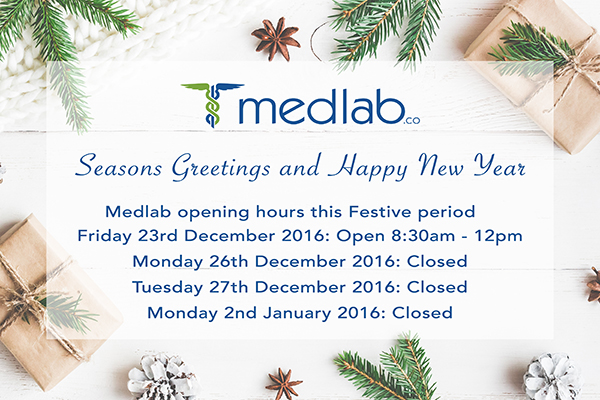 medlab.co
Seasons Greetings and Happy New Year
Medlab opening hours this Festive period
Friday 23rd December 2016: Open 8:30am - 12pm
Monday 26th December 2016: Closed
Tuesday 27th December 2016: Closed
Monday 2nd January 2016: Closed